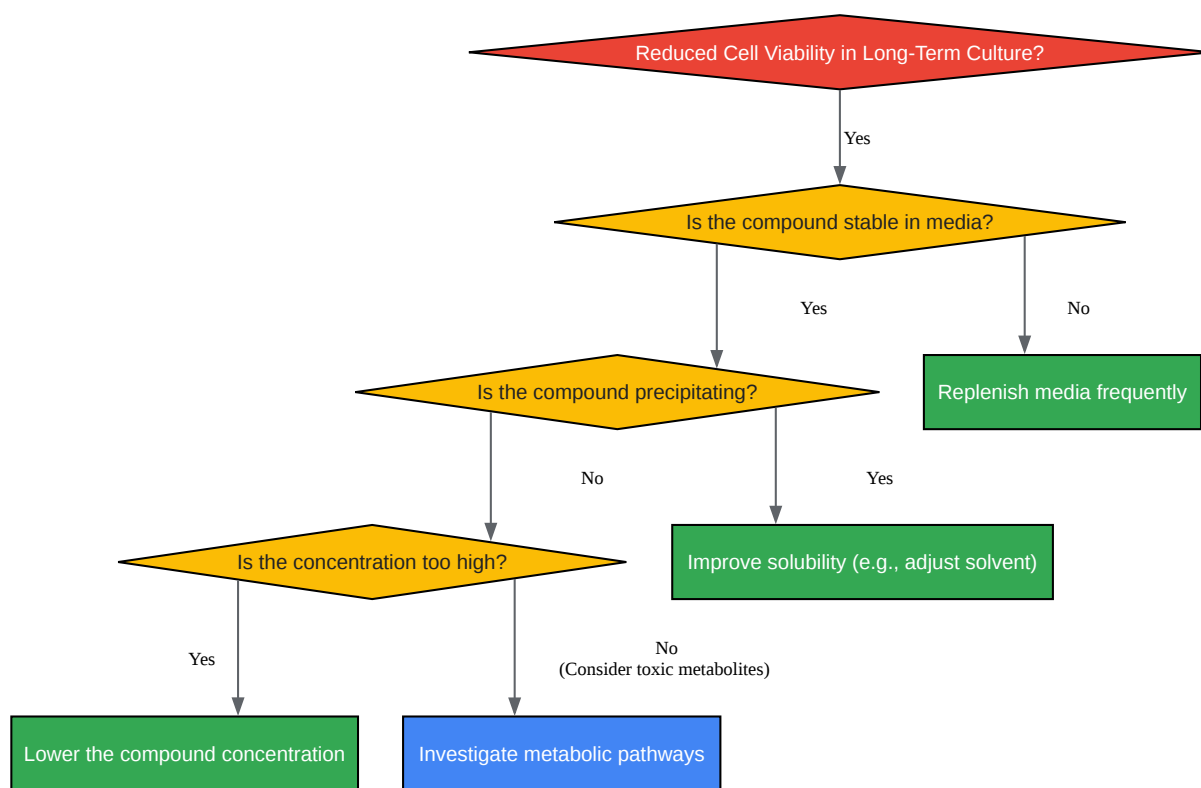 Reduced Cell Viability in Long-Term Culture?
Yes
Is the compound stable in media?
Yes
No
Is the compound precipitating?
Replenish media frequently
No
Yes
Is the concentration too high?
Improve solubility (e.g., adjust solvent)
Yes
No
(Consider toxic metabolites)
Lower the compound concentration
Investigate metabolic pathways